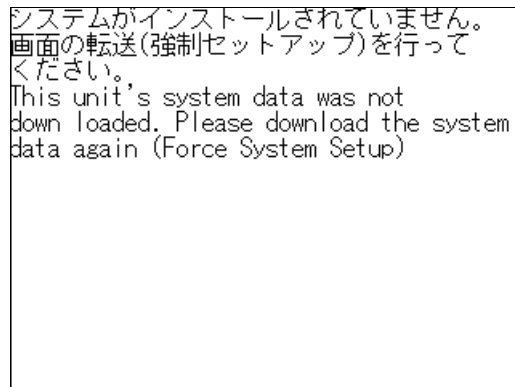 システムがインストールされていません。
画面の転送(強制セットアップ)を行って
ください。
This unit's system data was not
down loaded. Please download the system
data again (Force System Setup)